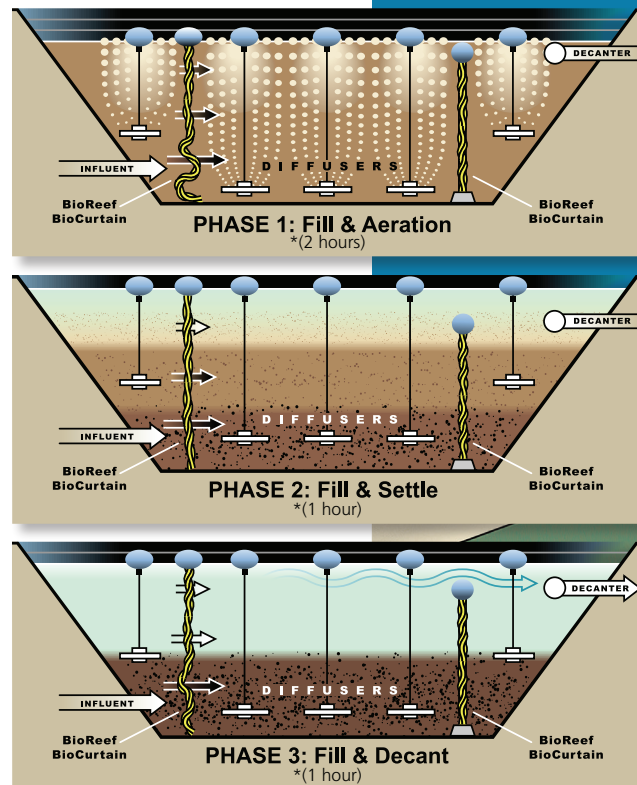 DECANTER
DIFFUSERS
INFLUENT
BioReef
BioCurtain
BioReef
BioCurtain
PHASE 1: Fill & Aeration
*(2 hours)
DECANTER
DIFFUSERS
INFLUENT
BioReef
BioCurtain
BioReef
BioCurtain
PHASE 2: Fill & Settle
*(1 hour)
DECANTER
DIFFUSERS
INFLUENT
BioReef
BioCurtain
BioReef
BioCurtain
PHASE 3: Fill & Decant
*(1 hour)